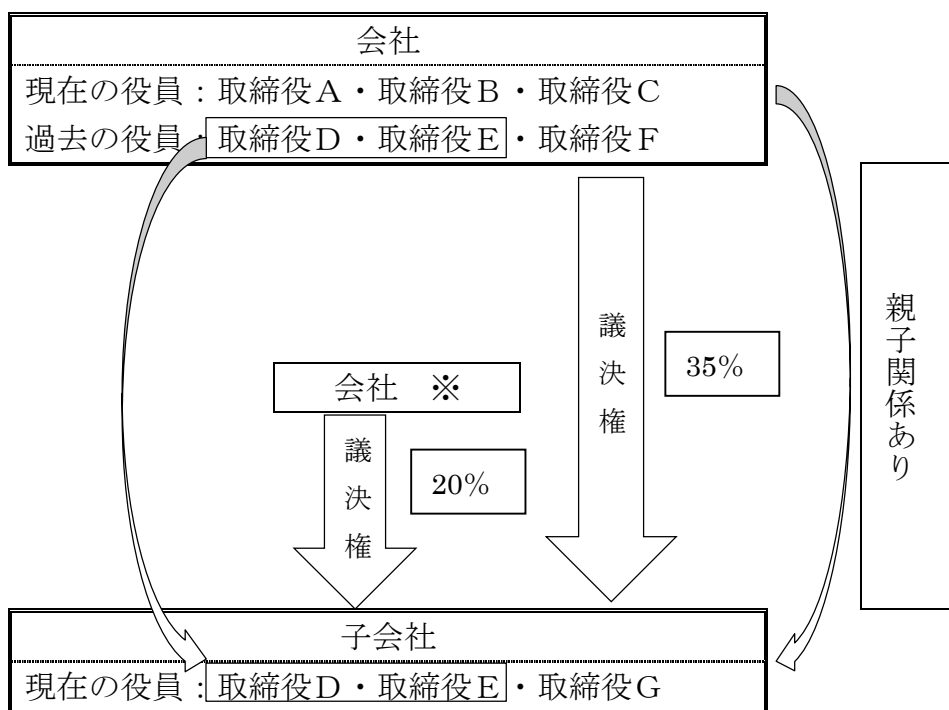 会社
現在の役員：取締役A・取締役B・取締役C
過去の役員：取締役D・取締役E・取締役F
議決権
35%
親子関係あり
会社　※
議決権
20%
子会社
現在の役員：取締役D・取締役E・取締役G